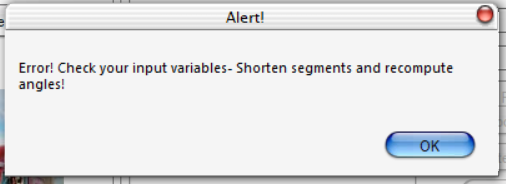 Alert!
Error! Check your input variables- Shorten segments and recompute
angles!
OK